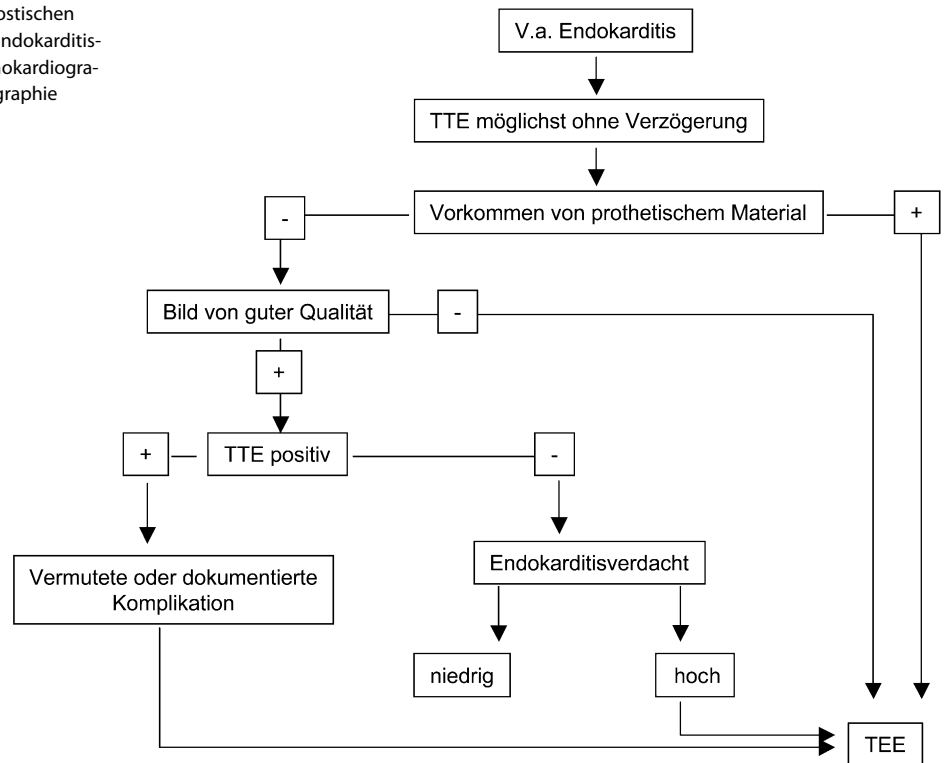 ostischen
ndokarditis-
okardiogra-
graphie
V.a. Endokarditis
TTE möglichst ohne Verzögerung
- Vorkommen von prothetischem Material +
Bild von guter Qualität -
+
+ TTE positiv -
Endokarditisverdacht
Vermutete oder dokumentierte
Komplikation
niedrig hoch
TEE